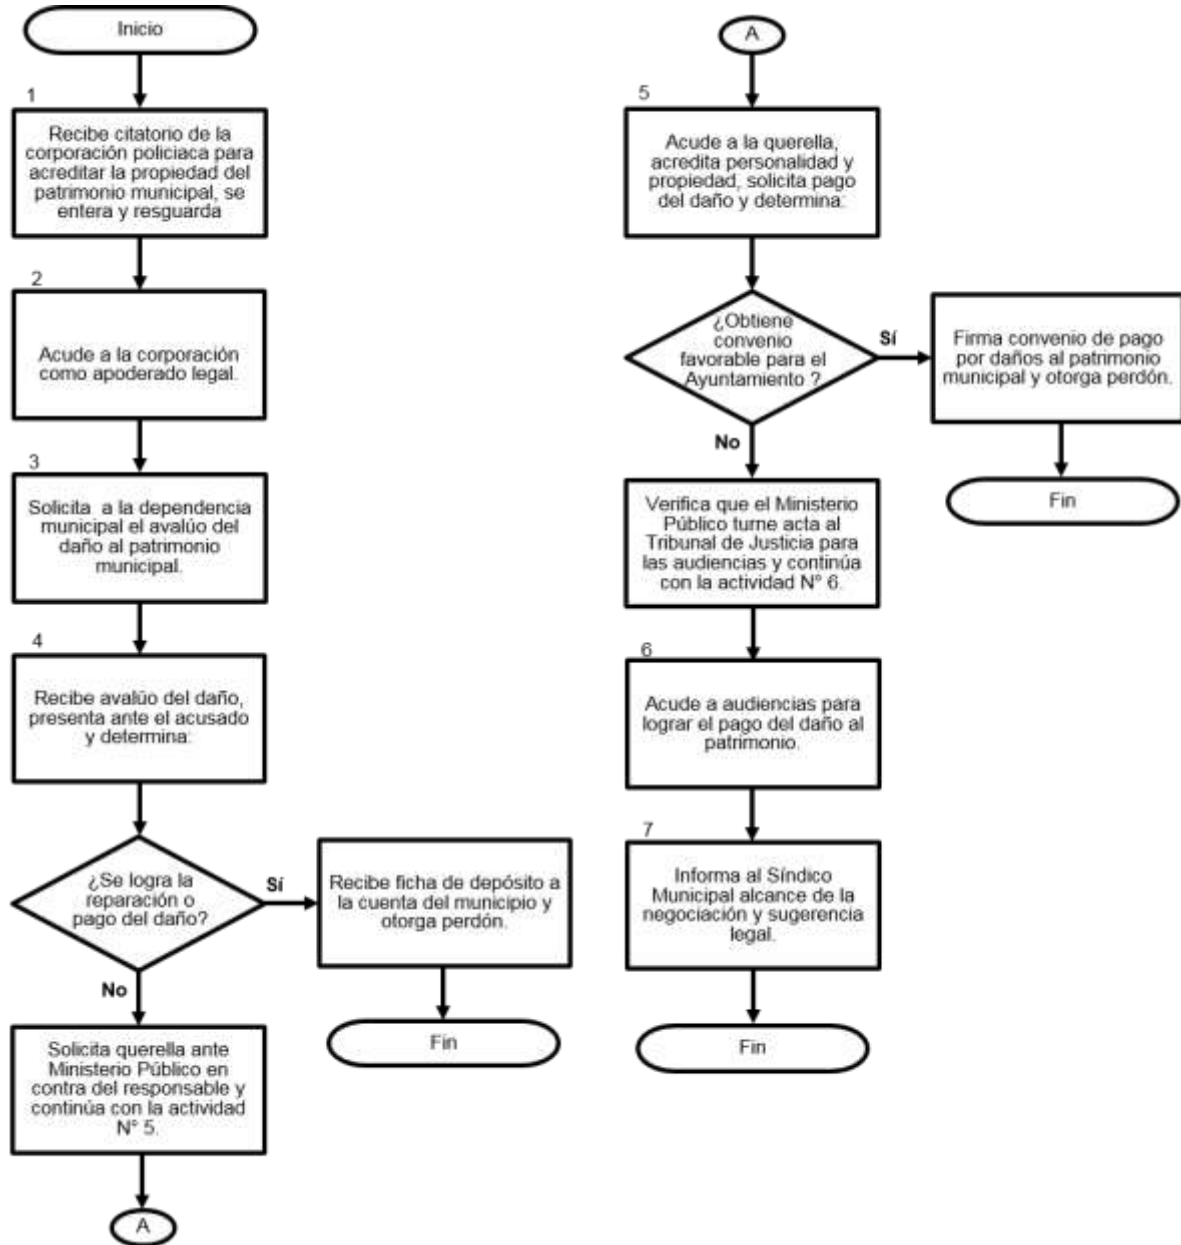 Inicio
1
Recibe citatorio de la
corporación policiaca para
acreditar la propiedad del
patrimonio municipal, se
entera y resguarda
2
Acude a la corporación
como apoderado legal.
3
Solicita a la dependencia
municipal el avalúo del
daño al patrimonio
municipal.
4
Recibe avalúo del daño,
presenta ante el acusado
y determina:
¿Se logra la
reparación o
pago del daño?
Sí
Recibe ficha de depósito a
la cuenta del municipio y
otorga perdón.
Fin
No
Solicita querella ante
Ministerio Público en
contra del responsable y
continúa con la actividad
N° 5.
A
A
5
Acude a la querella,
acredita personalidad y
propiedad, solicita pago
del daño y determina:
¿Obtiene
convenio
favorable para el
Ayuntamiento ?
Sí
Firma convenio de pago
por daños al patrimonio
municipal y otorga perdón.
Fin
No
Verifica que el Ministerio
Público turne acta al
Tribunal de Justicia para
las audiencias y continúa
con la actividad N° 6.
6
Acude a audiencias para
lograr el pago del daño al
patrimonio.
7
Informa al Síndico
Municipal alcance de la
negociación y sugerencia
legal.
Fin